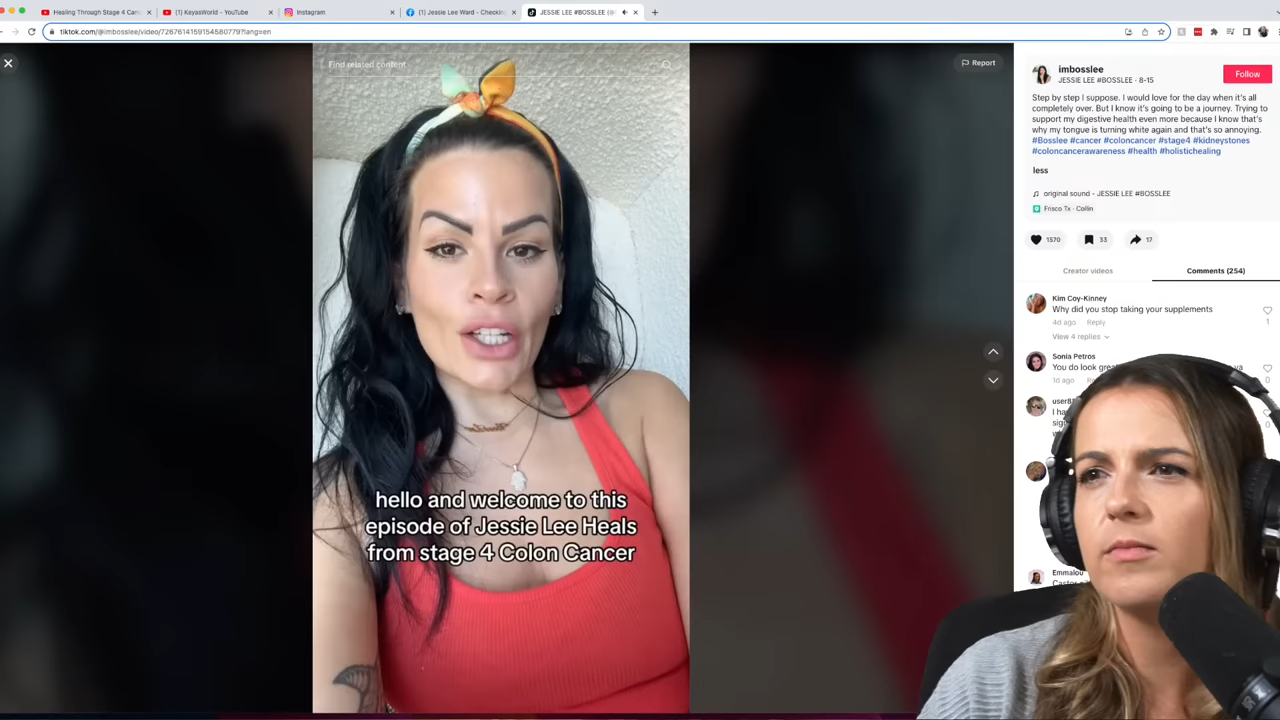 Healing Through Stage 4 Can
(1) KeyasWorld - YouTube
Instagram
(1) Jessie Lee Ward - Checkin
JESSIE LEE #BOSSLEE (@
tiktok.com/@imbosslee/video/7267614159154580779?lang=en
Find related content
Report
hello and welcome to this
episode of Jessie Lee Heals
from stage 4 Colon Cancer
imbosslee
JESSIE LEE #BOSSLEE · 8-15
Follow
Step by step I suppose. I would love for the day when it's all
completely over. But I know it's going to be a journey. Trying to
support my digestive health even more because I know that's
why my tongue is turning white again and that's so annoying.
#Bosslee #cancer #coloncancer #stage4 #kidneystones
#coloncancerawareness #health #holistichealing
less
original sound - JESSIE LEE #BOSSLEE
Frisco Tx · Collin
1570
33
17
Creator videos
Comments (254)
Kim Coy-Kinney
Why did you stop taking your supplements
4d ago Reply
1
View 4 replies
Sonia Petros
You do look
ya
1d ago
0
I ha
0
Emmalou